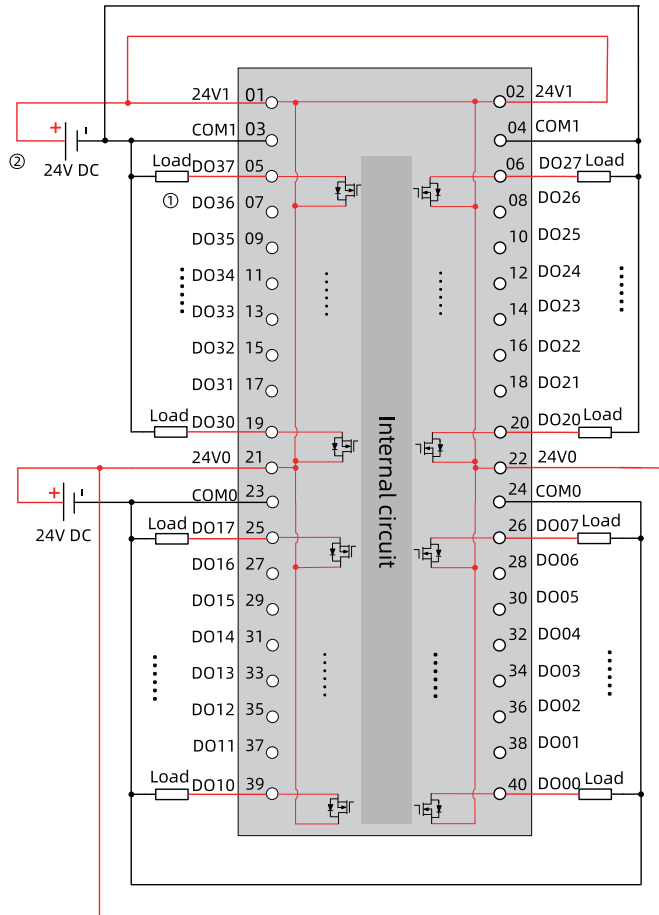 24V1 01 02 24V1
+ -
COM1 03 04 COM1
② 24V DC
Load DO37 05 06 DO27 Load
①
DO36 07 08 DO26
DO35 09 10 DO25
DO34 11 12 DO24
DO33 13 14 DO23
DO32 15 16 DO22
DO31 17 18 DO21
Load DO30 19 20 DO20 Load
Internal circuit
24V0 21 22 24V0
+ -
COM0 23 24 COM0
24V DC
Load DO17 25 26 DO07 Load
DO16 27 28 DO06
DO15 29 30 DO05
DO14 31 32 DO04
DO13 33 34 DO03
DO12 35 36 DO02
DO11 37 38 DO01
Load DO10 39 40 DO00 Load